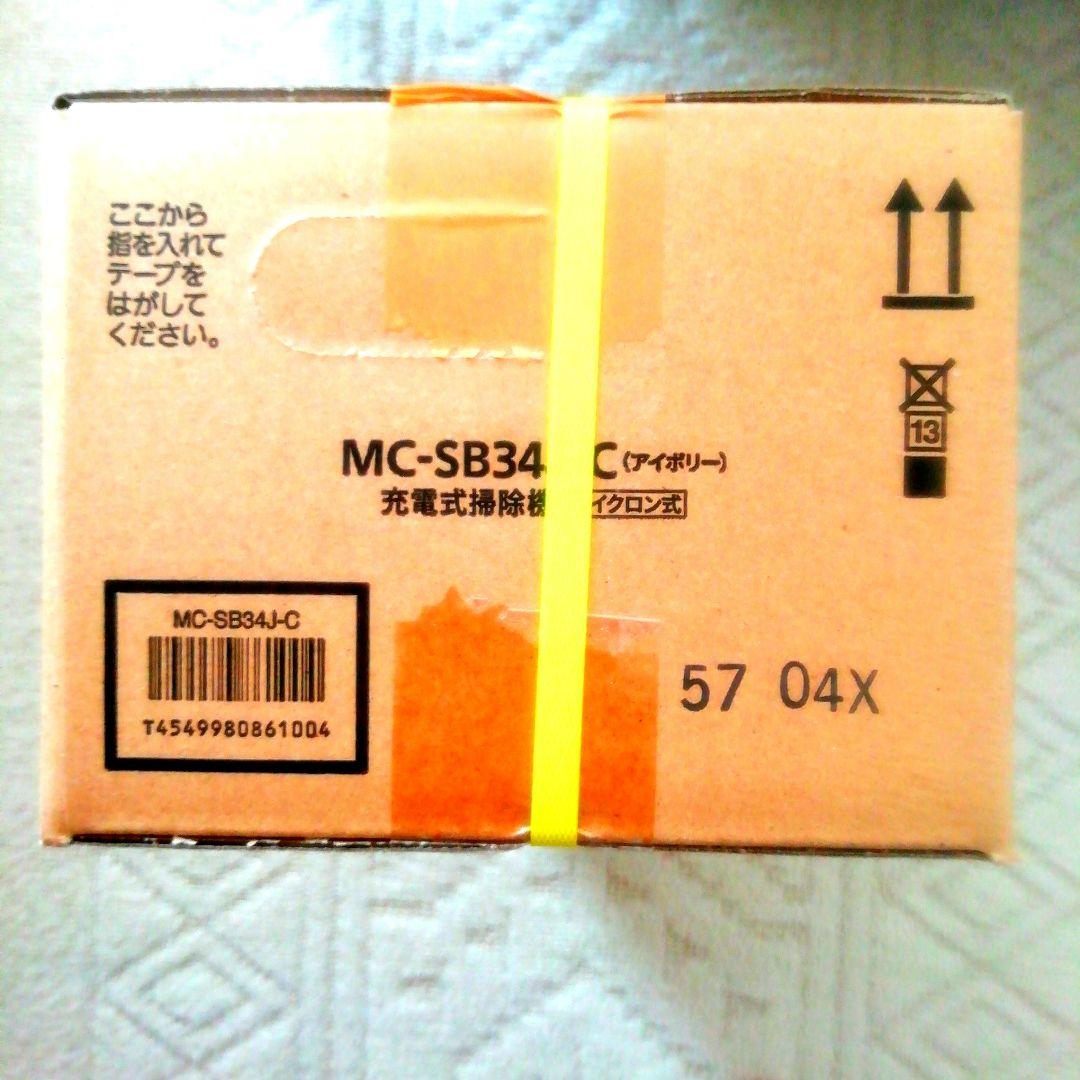 ここから
指を入れて
テープを
はがして
ください。
13
MC-SB34J-C(アイボリー)
充電式掃除機 イクロン式
MC-SB34J-C
T4549980861004
57 04X